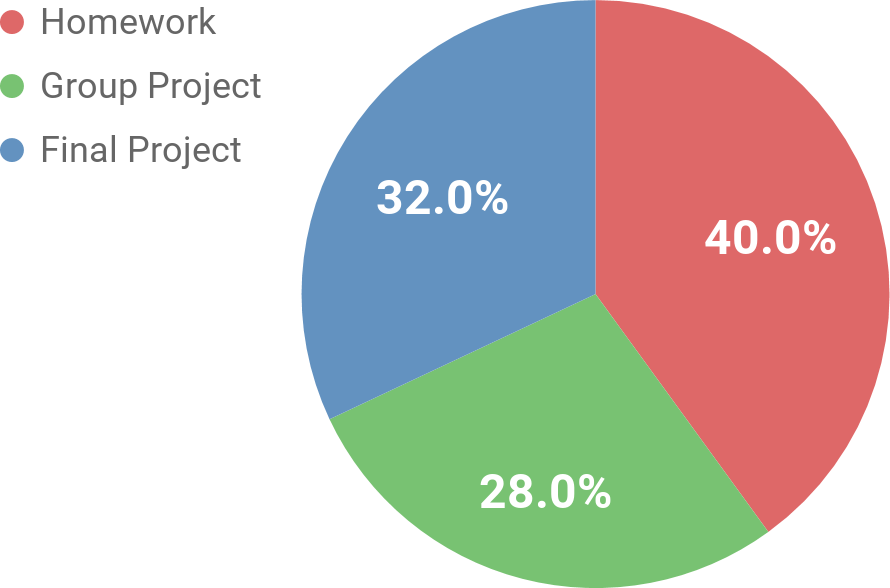 Homework
Group Project
Final Project
32.0%
40.0%
28.0%